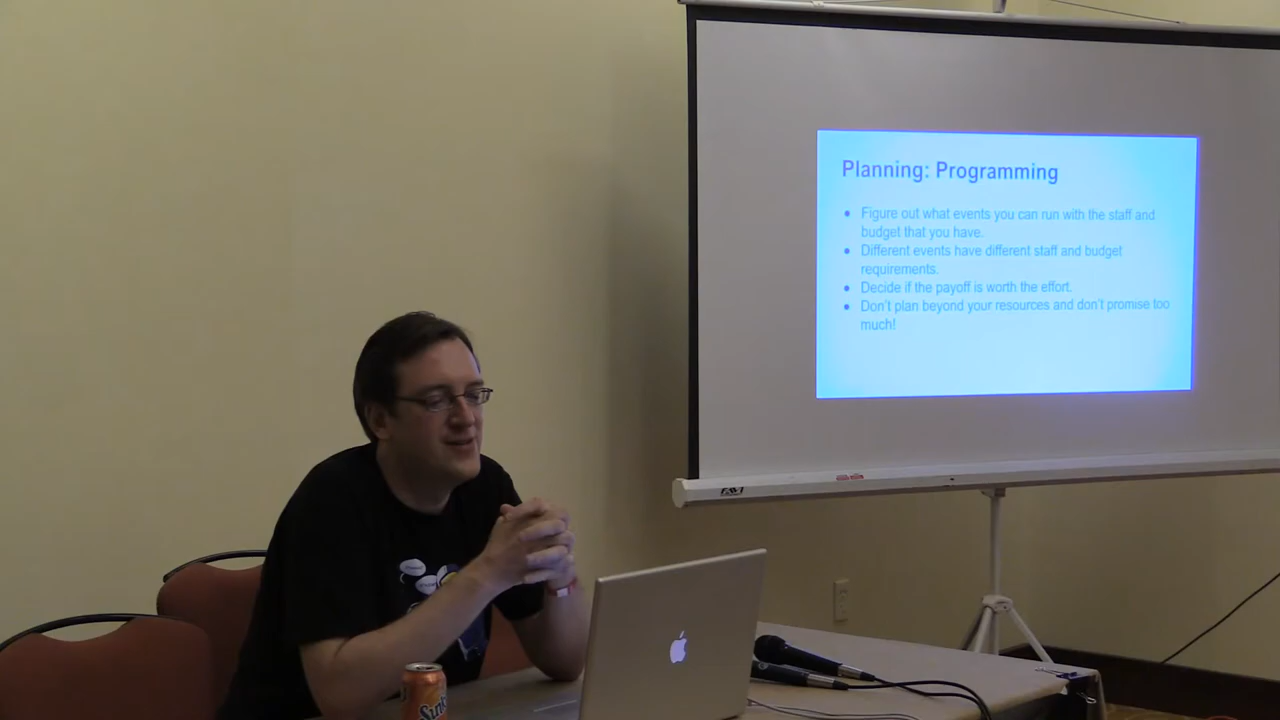 Planning: Programming
• Figure out what events you can run with the staff and
budget that you have.
• Different events have different staff and budget
requirements.
• Decide if the payoff is worth the effort.
• Don't plan beyond your resources and don't promise too
much!
FAVI
Sunk